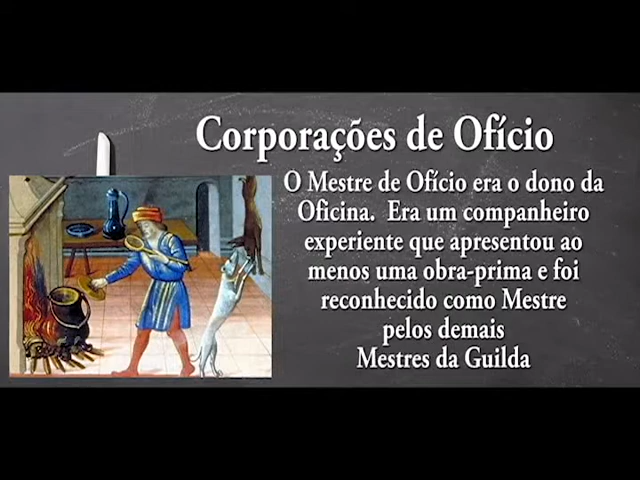 Corporações de Ofício
O Mestre de Ofício era o dono da
Oficina. Era um companheiro
experiente que apresentou ao
menos uma obra-prima e foi
reconhecido como Mestre
pelos demais
Mestres da Guilda